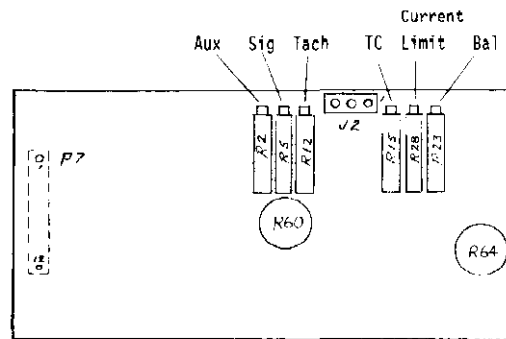 Current
Aux Sig Tach TC Limit Bal
J2
P7
R2 R5 R12 R15 R28 R23
R60
R64